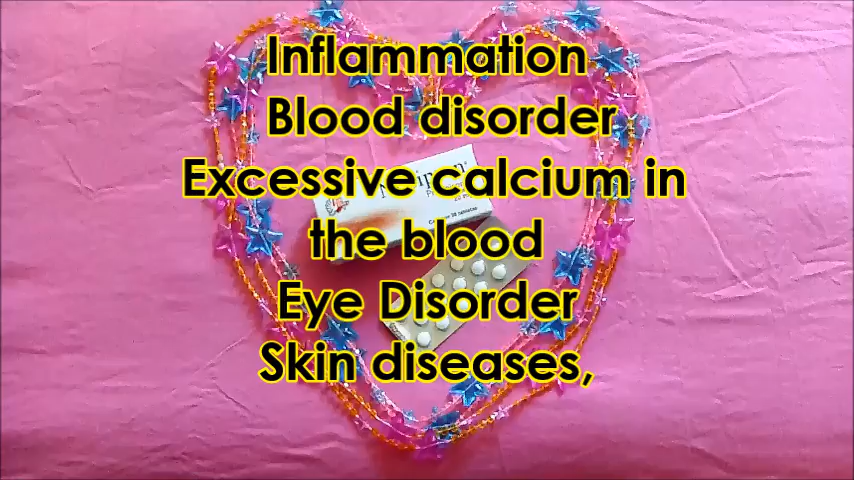 Inflammation
Blood disorder
Excessive calcium in
the blood
Eye Disorder
Skin diseases,